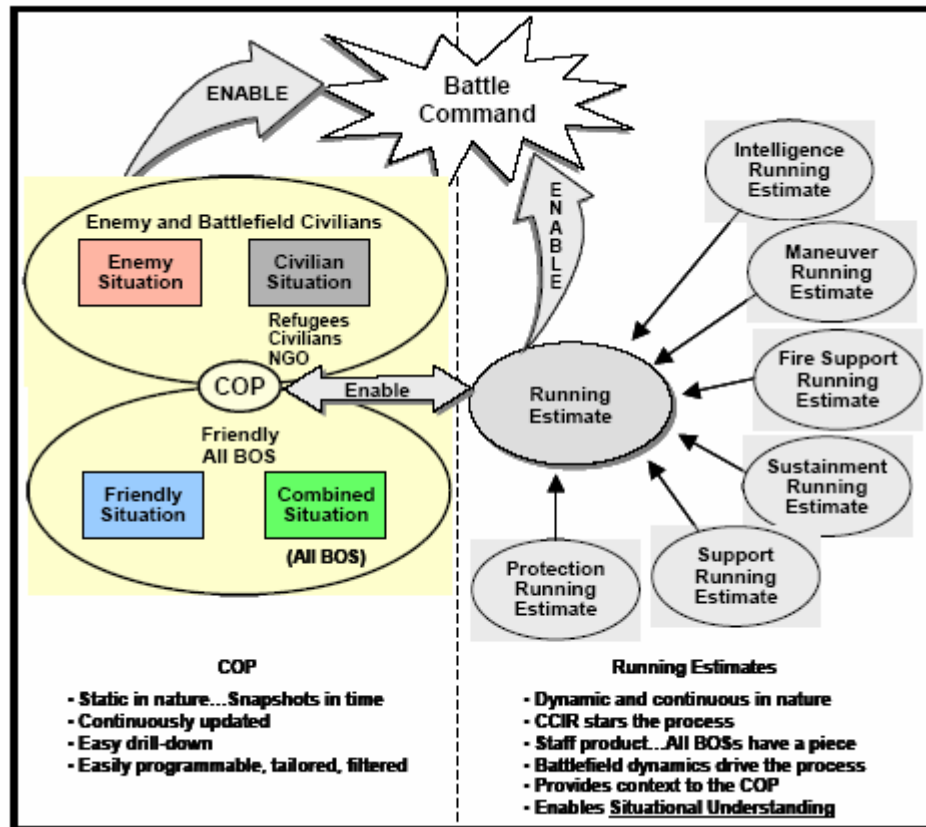 ENABLE
Battle
Command
ENABLE
Enemy and Battlefield Civilians
Enemy
Situation
Civilian
Situation
Refugees
Civilians
NGO
COP
Enable
Friendly
All BOS
Friendly
Situation
Combined
Situation
(All BOS)
Running
Estimate
Intelligence
Running
Estimate
Maneuver
Running
Estimate
Fire Support
Running
Estimate
Sustainment
Running
Estimate
Support
Running
Estimate
Protection
Running
Estimate
COP
- Static in nature...Snapshots in time
- Continuously updated
- Easy drill-down
- Easily programmable, tailored, filtered
Running Estimates
- Dynamic and continuous in nature
- CCIR stars the process
- Staff product...All BOSs have a piece
- Battlefield dynamics drive the process
- Provides context to the COP
- Enables Situational Understanding